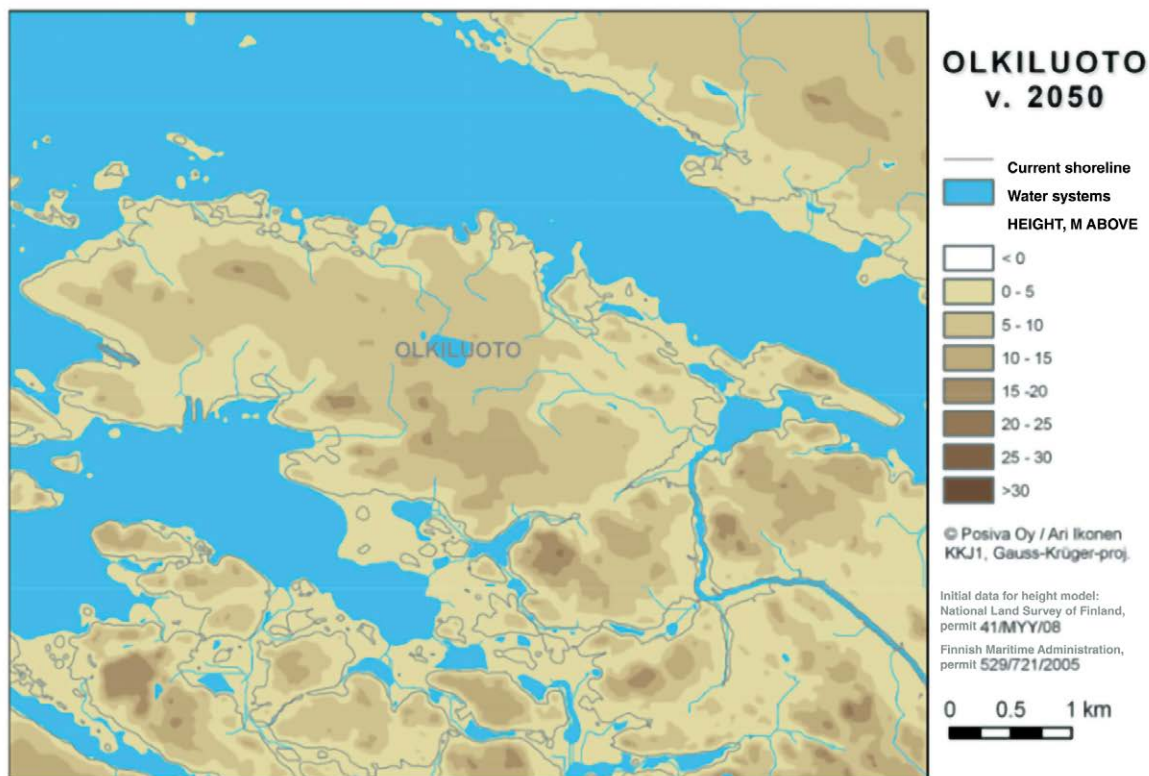 OLKILUOTO
v. 2050
Current shoreline
Water systems
HEIGHT, M ABOVE
< 0
0 - 5
5 - 10
10 - 15
15 -20
20 - 25
25 - 30
>30
© Posiva Oy / Ari Ikonen
KKJ1, Gauss-Krüger-proj.
Initial data for height model:
National Land Survey of Finland,
permit 41/MYY/08
Finnish Maritime Administration,
permit 529/721/2005
0 0.5 1 km
OLKILUOTO